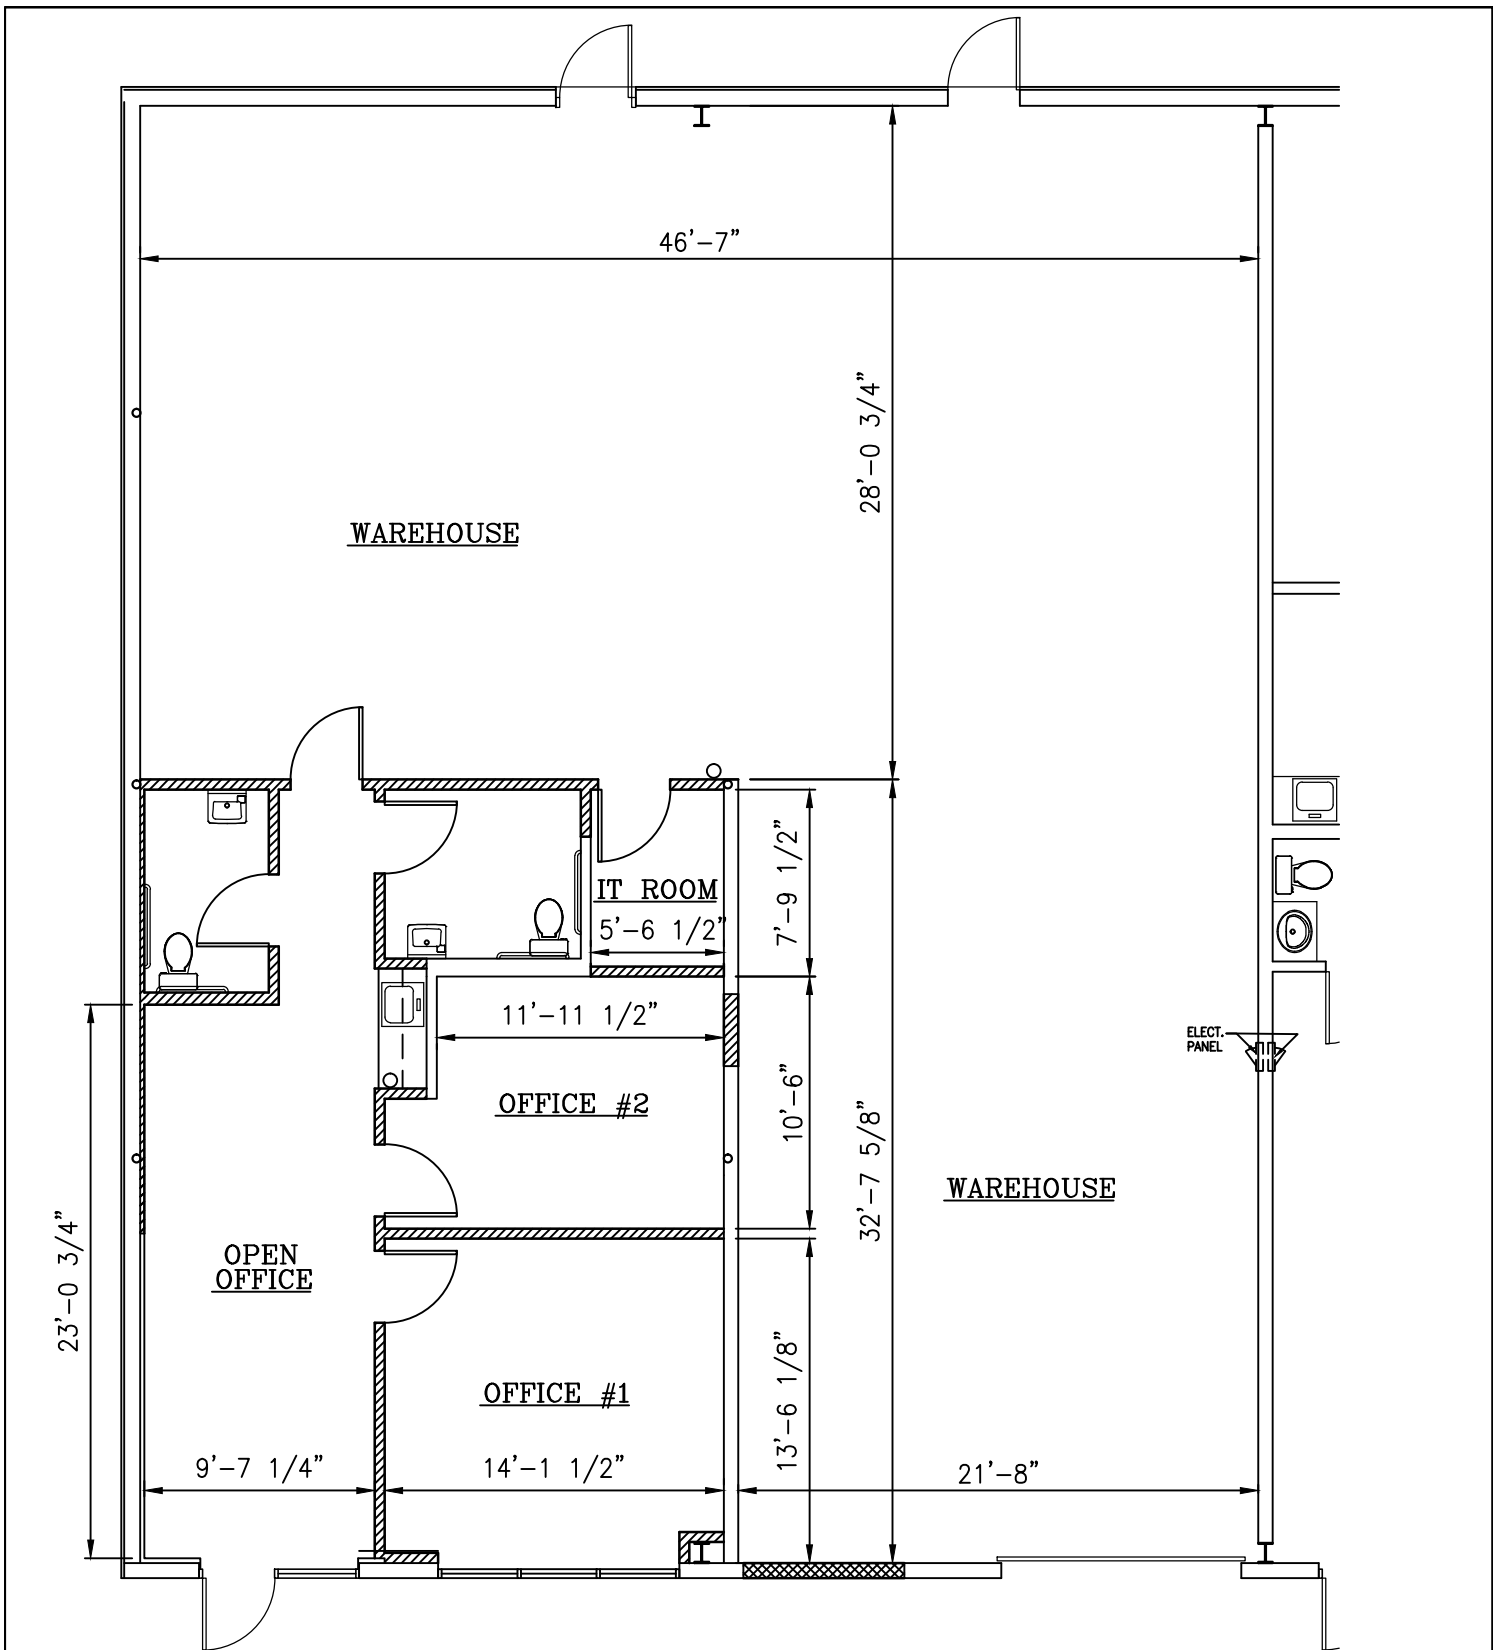 46'-7"
28'-0 3/4"
WAREHOUSE
IT ROOM
5'-6 1/2"
7'-9 1/2"
11'-11 1/2"
ELECT.
PANEL
OFFICE #2
10'-6"
32'-7 5/8"
WAREHOUSE
23'-0 3/4"
OPEN
OFFICE
OFFICE #1
13'-6 1/8"
9'-7 1/4"
14'-1 1/2"
21'-8"